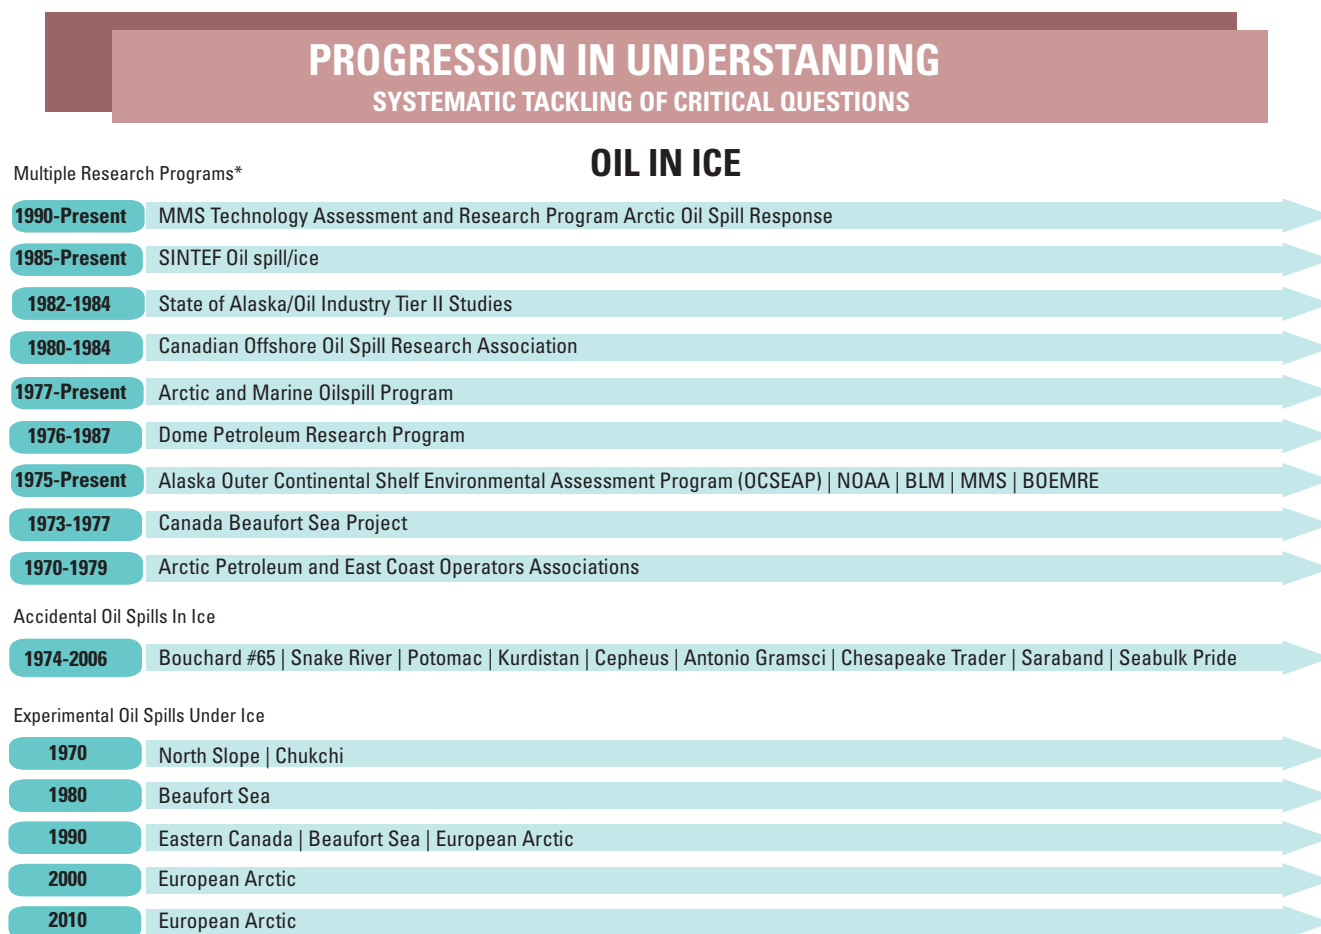 PROGRESSION IN UNDERSTANDING
SYSTEMATIC TACKLING OF CRITICAL QUESTIONS
OIL IN ICE
Multiple Research Programs*
1990-Present MMS Technology Assessment and Research Program Arctic Oil Spill Response
1985-Present SINTEF Oil spill/ice
1982-1984 State of Alaska/Oil Industry Tier II Studies
1980-1984 Canadian Offshore Oil Spill Research Association
1977-Present Arctic and Marine Oilspill Program
1976-1987 Dome Petroleum Research Program
1975-Present Alaska Outer Continental Shelf Environmental Assessment Program (OCSEAP) | NOAA | BLM | MMS | BOEMRE
1973-1977 Canada Beaufort Sea Project
1970-1979 Arctic Petroleum and East Coast Operators Associations
Accidental Oil Spills In Ice
1974-2006 Bouchard #65 | Snake River | Potomac | Kurdistan | Cepheus | Antonio Gramsci | Chesapeake Trader | Saraband | Seabulk Pride
Experimental Oil Spills Under Ice
1970 North Slope | Chukchi
1980 Beaufort Sea
1990 Eastern Canada | Beaufort Sea | European Arctic
2000 European Arctic
2010 European Arctic